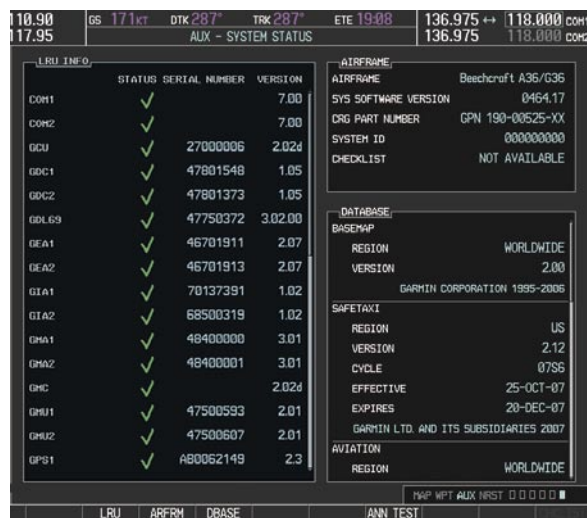 110.90 GS 171KT DTK 287° TRK 287° ETE 19:08 136.975 ↔ 118.000 COM1
117.95 AUX - SYSTEM STATUS 136.975 118.000 COM2
LRU INFO
STATUS SERIAL NUMBER VERSION
COM1 ✓ 7.00
COM2 ✓ 7.00
GCU ✓ 27000006 2.02d
GDC1 ✓ 47801548 1.05
GDC2 ✓ 47801373 1.05
GDL69 ✓ 47750372 3.02.00
GEA1 ✓ 46701911 2.07
GEA2 ✓ 46701913 2.07
GIA1 ✓ 70137391 1.02
GIA2 ✓ 68500319 1.02
GMA1 ✓ 48400000 3.01
GMA2 ✓ 48400001 3.01
GMC ✓ 2.02d
GMU1 ✓ 47500593 2.01
GMU2 ✓ 47500607 2.01
GPS1 ✓ AB0062149 2.3
AIRFRAME
AIRFRAME Beechcraft A36/G36
SYS SOFTWARE VERSION 0464.17
CRG PART NUMBER GPN 190-00525-XX
SYSTEM ID 000000000
CHECKLIST NOT AVAILABLE
DATABASE
BASEMAP
REGION WORLDWIDE
VERSION 2.00
GARMIN CORPORATION 1995-2006
SAFETAXI
REGION US
VERSION 2.12
CYCLE 07S6
EFFECTIVE 25-OCT-07
EXPIRES 20-DEC-07
GARMIN LTD. AND ITS SUBSIDIARIES 2007
AVIATION
REGION WORLDWIDE
MAP WPT AUX NRST
LRU ARFRM DBASE ANN TEST